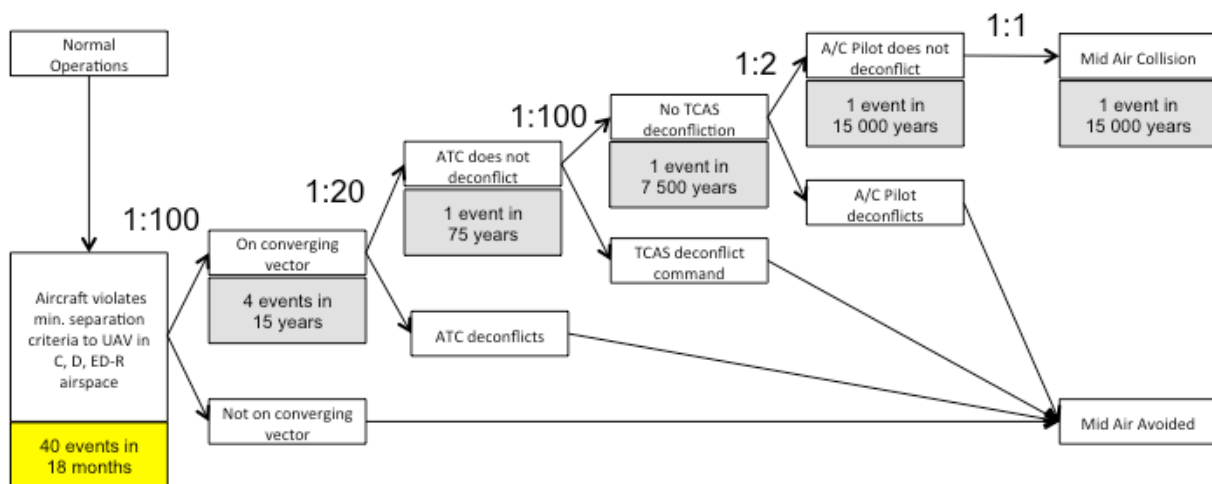 Normal
Operations
Aircraft violates
min. separation
criteria to UAV in
C, D, ED-R
airspace
40 events in
18 months
1:100
On converging
vector
4 events in
15 years
Not on converging
vector
1:20
ATC does not
deconflict
1 event in
75 years
ATC deconflicts
1:100
No TCAS
deconfliction
1 event in
7 500 years
TCAS deconflict
command
1:2
A/C Pilot does not
deconflict
1 event in
15 000 years
A/C Pilot
deconflicts
1:1
Mid Air Collision
1 event in
15 000 years
Mid Air Avoided